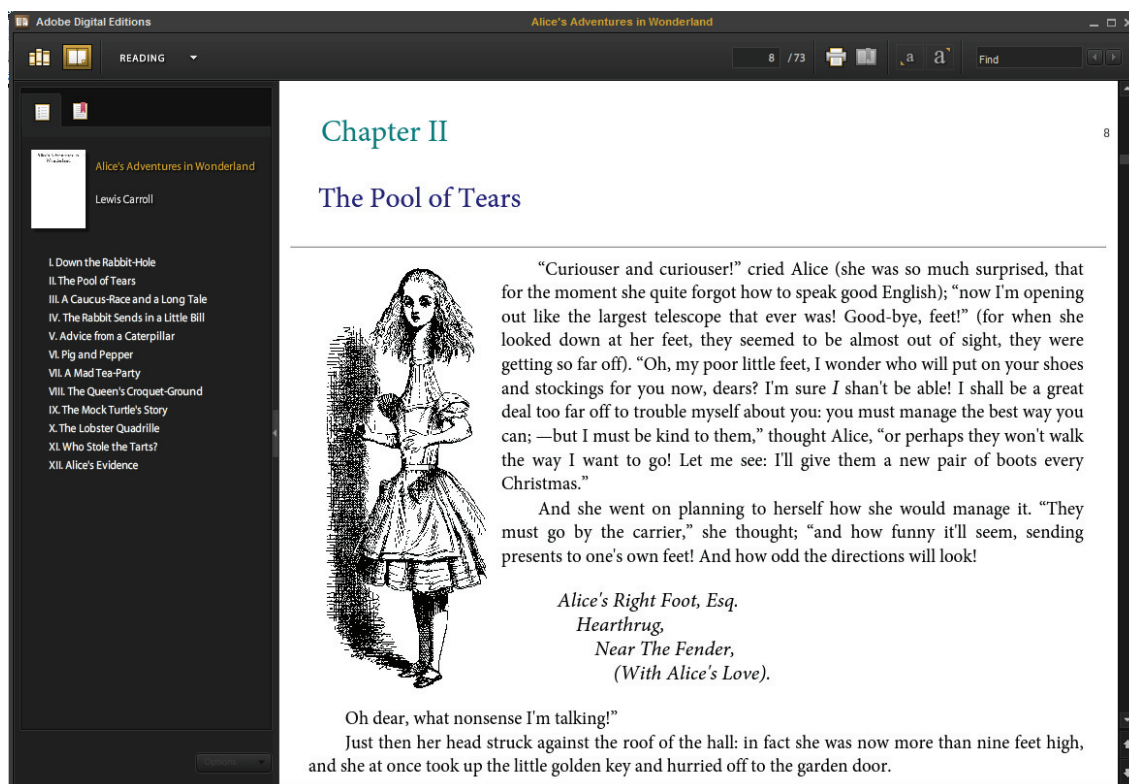 Adobe Digital Editions
Alice's Adventures in Wonderland
READING
8 /73
a
a
Find
Alice's Adventures in Wonderland
Alice's Adventures in Wonderland
Lewis Carroll
I. Down the Rabbit-Hole
II. The Pool of Tears
III. A Caucus-Race and a Long Tale
IV. The Rabbit Sends in a Little Bill
V. Advice from a Caterpillar
VI. Pig and Pepper
VII. A Mad Tea-Party
VIII. The Queen's Croquet-Ground
IX. The Mock Turtle's Story
X. The Lobster Quadrille
XI. Who Stole the Tarts?
XII. Alice's Evidence
Options
Chapter II
8
The Pool of Tears
“Curiouser and curiouser!” cried Alice (she was so much surprised, that
for the moment she quite forgot how to speak good English); “now I'm opening
out like the largest telescope that ever was! Good-bye, feet!” (for when she
looked down at her feet, they seemed to be almost out of sight, they were
getting so far off). “Oh, my poor little feet, I wonder who will put on your shoes
and stockings for you now, dears? I'm sure I shan't be able! I shall be a great
deal too far off to trouble myself about you: you must manage the best way you
can; —but I must be kind to them,” thought Alice, “or perhaps they won't walk
the way I want to go! Let me see: I'll give them a new pair of boots every
Christmas.”
And she went on planning to herself how she would manage it. “They
must go by the carrier,” she thought; “and how funny it'll seem, sending
presents to one's own feet! And how odd the directions will look!
Alice's Right Foot, Esq.
Hearthrug,
Near The Fender,
(With Alice's Love).
Oh dear, what nonsense I'm talking!”
Just then her head struck against the roof of the hall: in fact she was now more than nine feet high,
and she at once took up the little golden key and hurried off to the garden door.